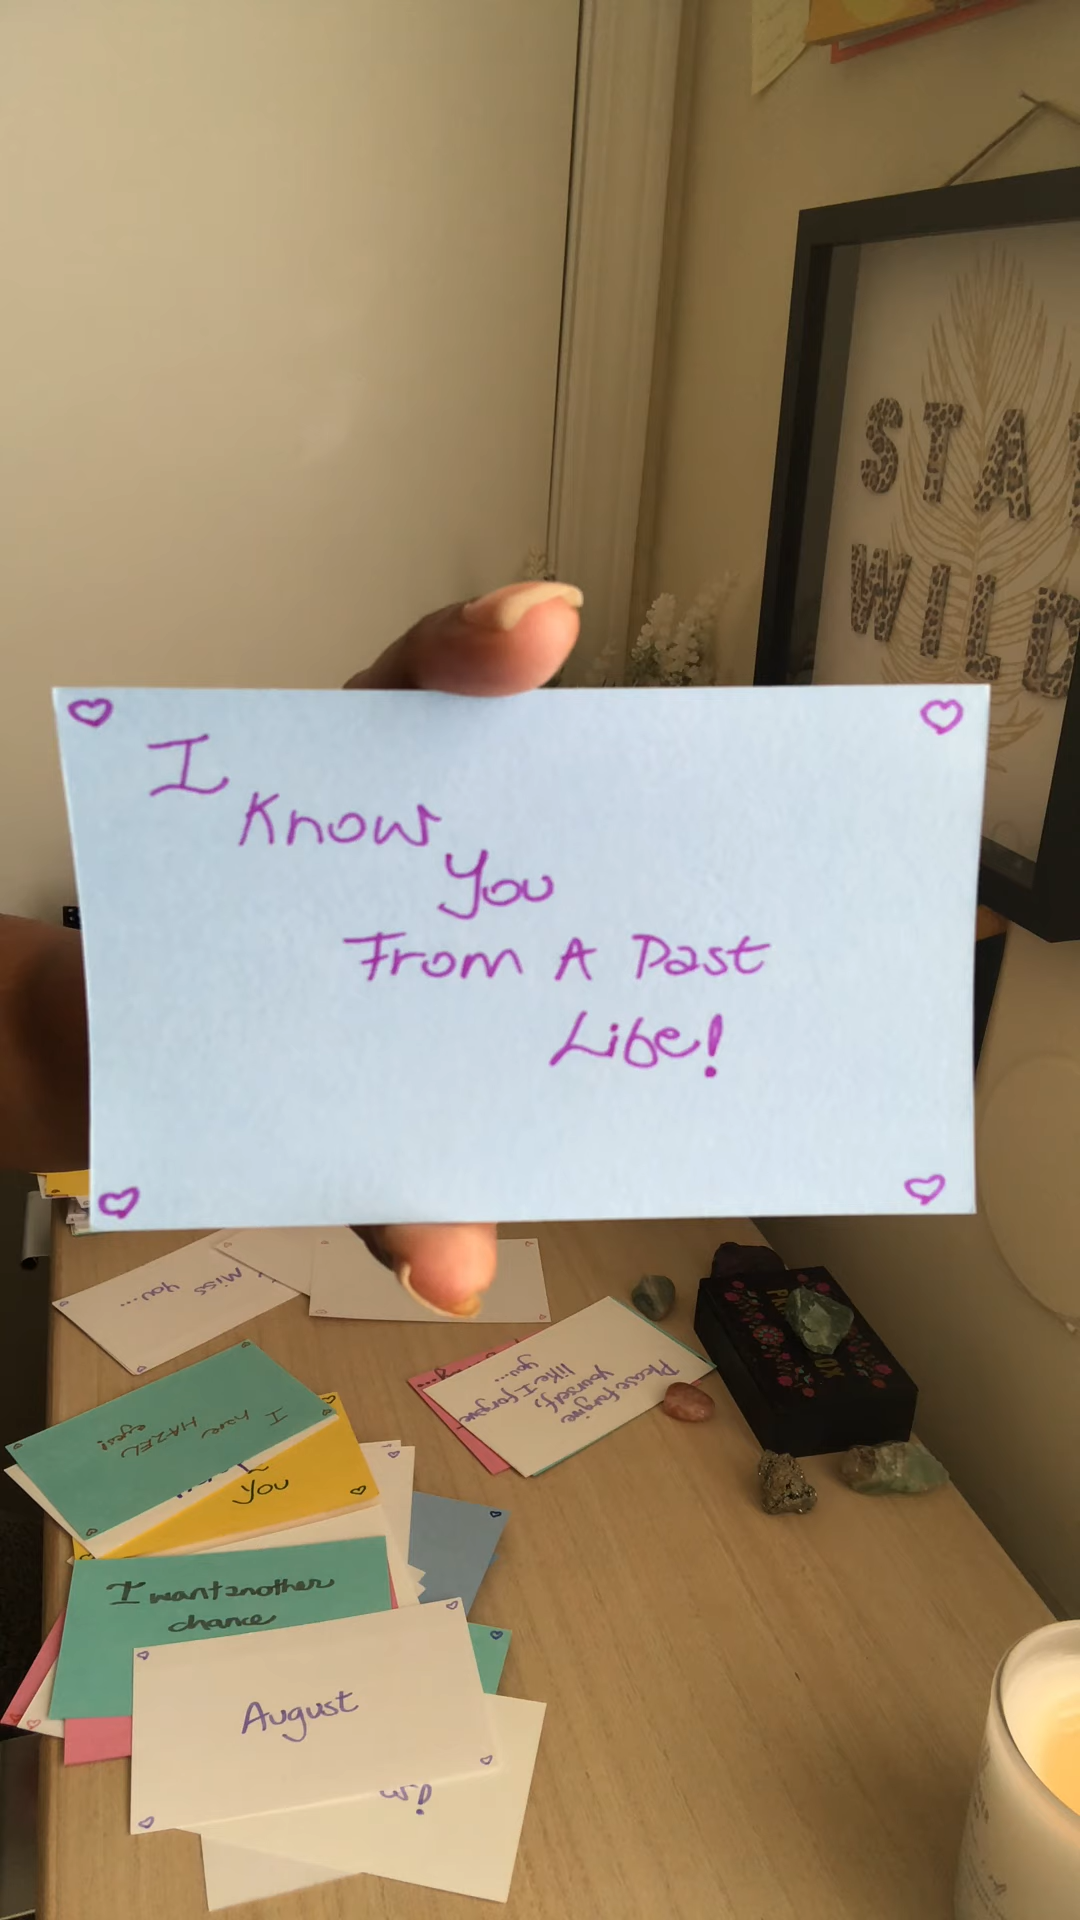 STAY
WILD
I
Know
You
From A Past
Life!
Miss
you...
Please forgive
yourself,
like I forgave
you...
I have
HAZEL
eyes!
You
I want another
chance
August